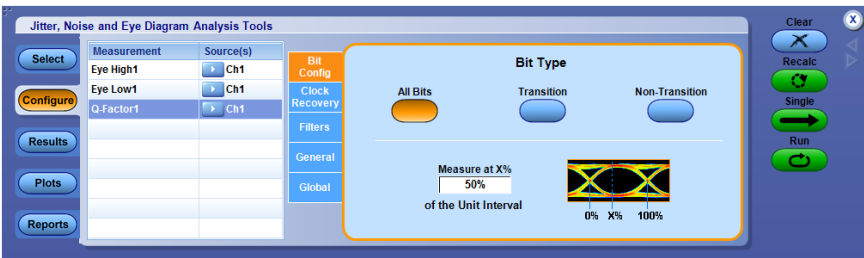 Jitter, Noise and Eye Diagram Analysis Tools
Clear
X
Select
Configure
Results
Plots
Reports
Measurement Source(s)
Eye High1 Ch1
Eye Low1 Ch1
Q-Factor1 Ch1
Bit
Config
Clock
Recovery
Filters
General
Global
Bit Type
All Bits Transition Non-Transition
Measure at X%
50%
of the Unit Interval
0% X% 100%
Recalc
Single
Run